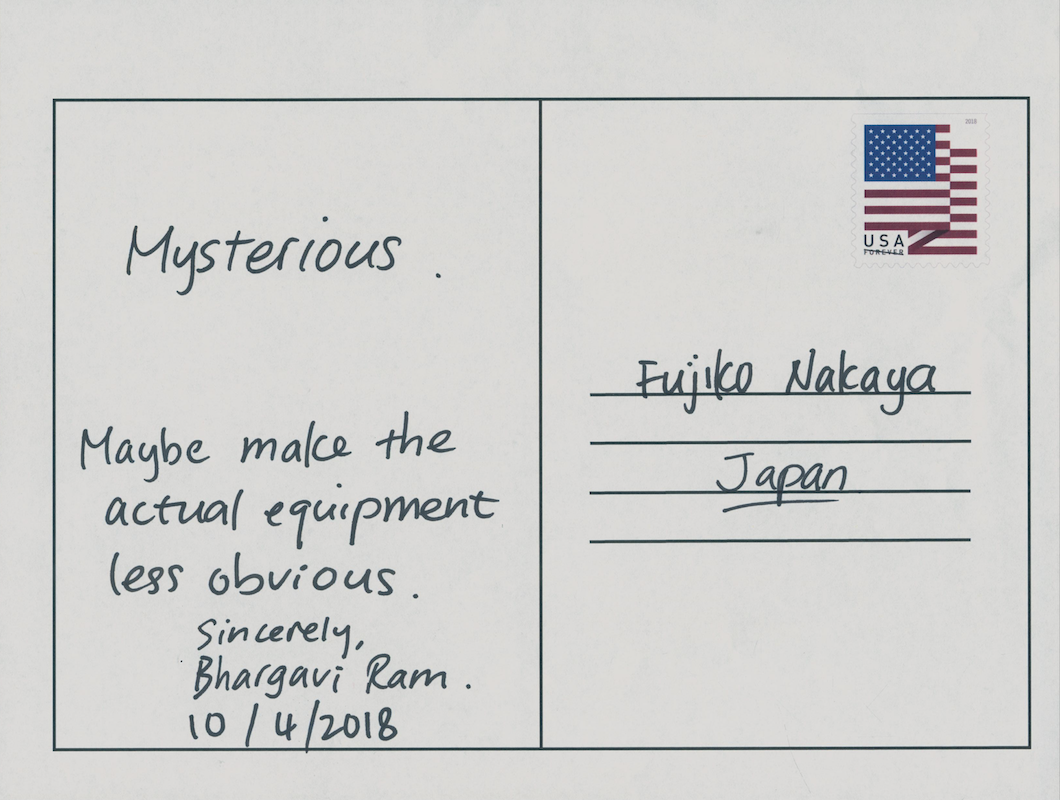 Mysterious.
Maybe make the
actual equipment
less obvious.
Sincerely,
Bhargavi Ram.
10/4/2018
2018
USA
FOREVER
Fujiko Nakaya
Japan